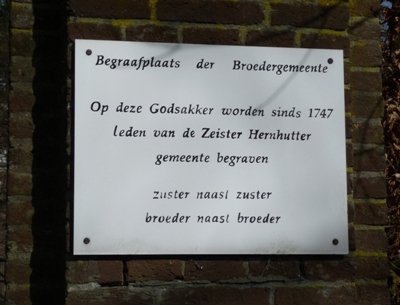 Begraafplaats der Broedergemeente
Op deze Godsakker worden sinds 1747
leden van de Zeister Hernhutter
gemeente begraven
zuster naast zuster
broeder naast broeder